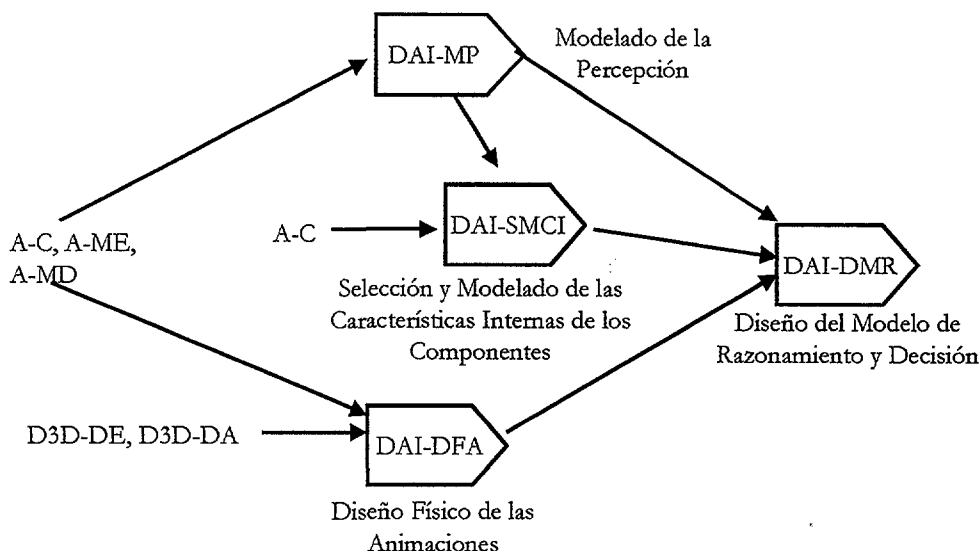 DAI-MP
Modelado de la
Percepción
A-C, A-ME,
A-MD
A-C
DAI-SMCI
Selección y Modelado de las
Características Internas de los
Componentes
DAI-DMR
Diseño del Modelo de
Razonamiento y Decisión
D3D-DE, D3D-DA
DAI-DFA
Diseño Físico de las
Animaciones